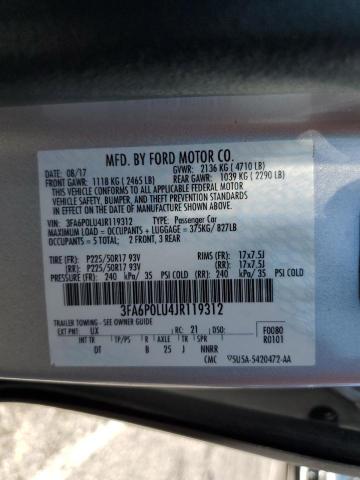 MFD. BY FORD MOTOR CO.
DATE: 08/17 GVWR: 2136 KG ( 4710 LB)
FRONT GAWR: 1118 KG ( 2465 LB) REAR GAWR: 1039 KG ( 2290 LB)
THIS VEHICLE CONFORMS TO ALL APPLICABLE FEDERAL MOTOR VEHICLE
SAFETY, BUMPER, AND THEFT PREVENTION STANDARDS
IN EFFECT ON THE DATE OF MANUFACTURE SHOWN ABOVE.
VIN: 3FA6P0LU4JR119312 TYPE: Passenger Car
MAXIMUM LOAD = OCCUPANTS + LUGGAGE = 375KG/ 827LB
OCCUPANTS = 5 TOTAL: 2 FRONT, 3 REAR
TIRE (FR): P225/50R17 93V RIMS (FR): 17x7.5J
(R): P225/50R17 93V (R): 17x7.5J
PRESSURE (FR): 240 kPa/ 35 PSI COLD (RR): 240 kPa/ 35 PSI COLD
3FA6P0LU4JR119312
TRAILER TOWING - SEE OWNER GUIDE
EXT PNT: UX RC: 21 DSO: F0080
R0101
INT TR TP/PS R AXLE TR SPR
DT B 25 J NNRR
CMC 5U5A-5420472-AA